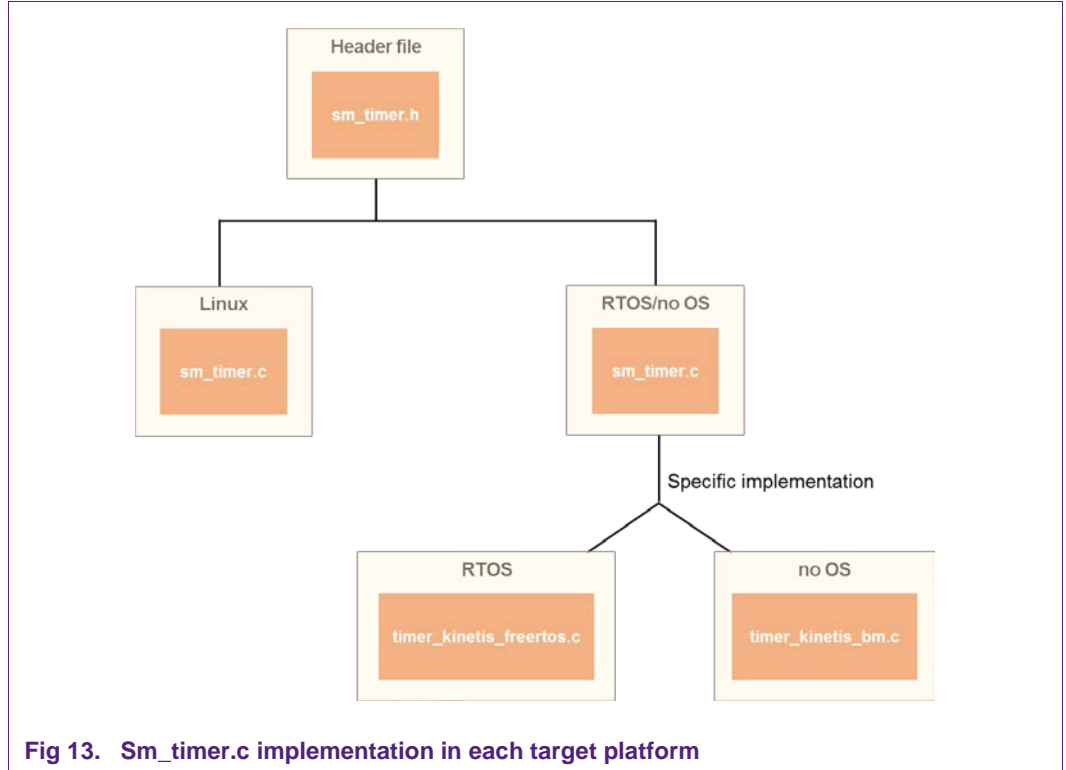 Header file
sm_timer.h
Linux
sm_timer.c
RTOS/no OS
sm_timer.c
Specific implementation
RTOS
timer_kinetis_freertos.c
no OS
timer_kinetis_bm.c
Fig 13. Sm_timer.c implementation in each target platform